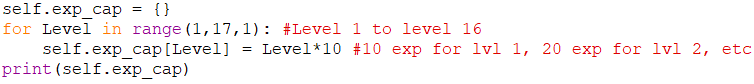 self.exp_cap = {}
for Level in range(1,17,1): #Level 1 to level 16
    self.exp_cap[Level] = Level*10 #10 exp for lvl 1, 20 exp for lvl 2, etc
print(self.exp_cap)